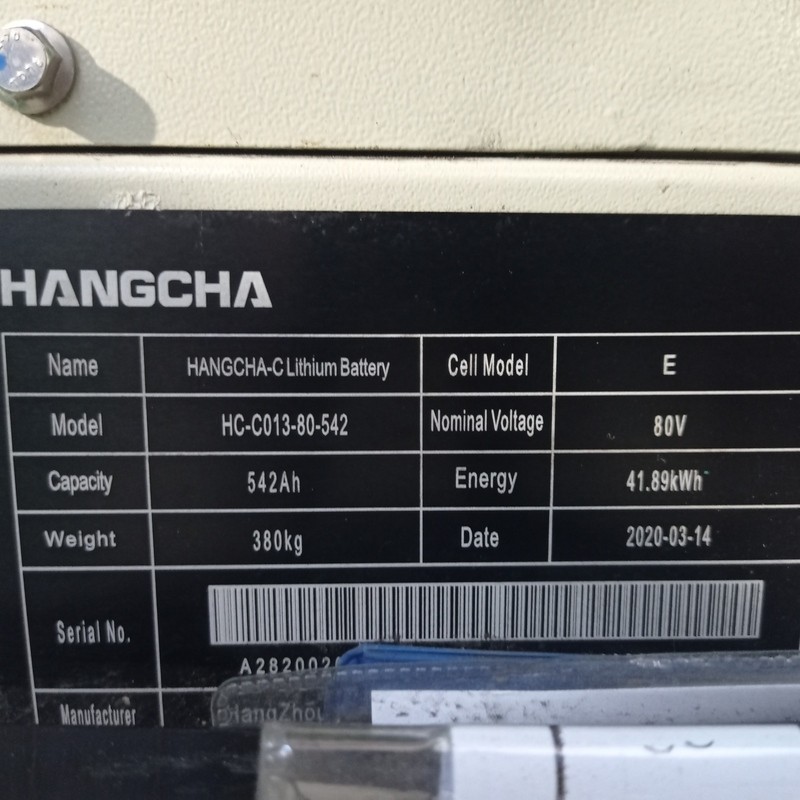 HANGCHA
Name HANGCHA-C Lithium Battery Cell Model E
Model HC-C013-80-542 Nominal Voltage 80V
Capacity 542Ah Energy 41.89kWh
Weight 380kg Date 2020-03-14
Serial No.
A282002
Manufacturer HangZhou